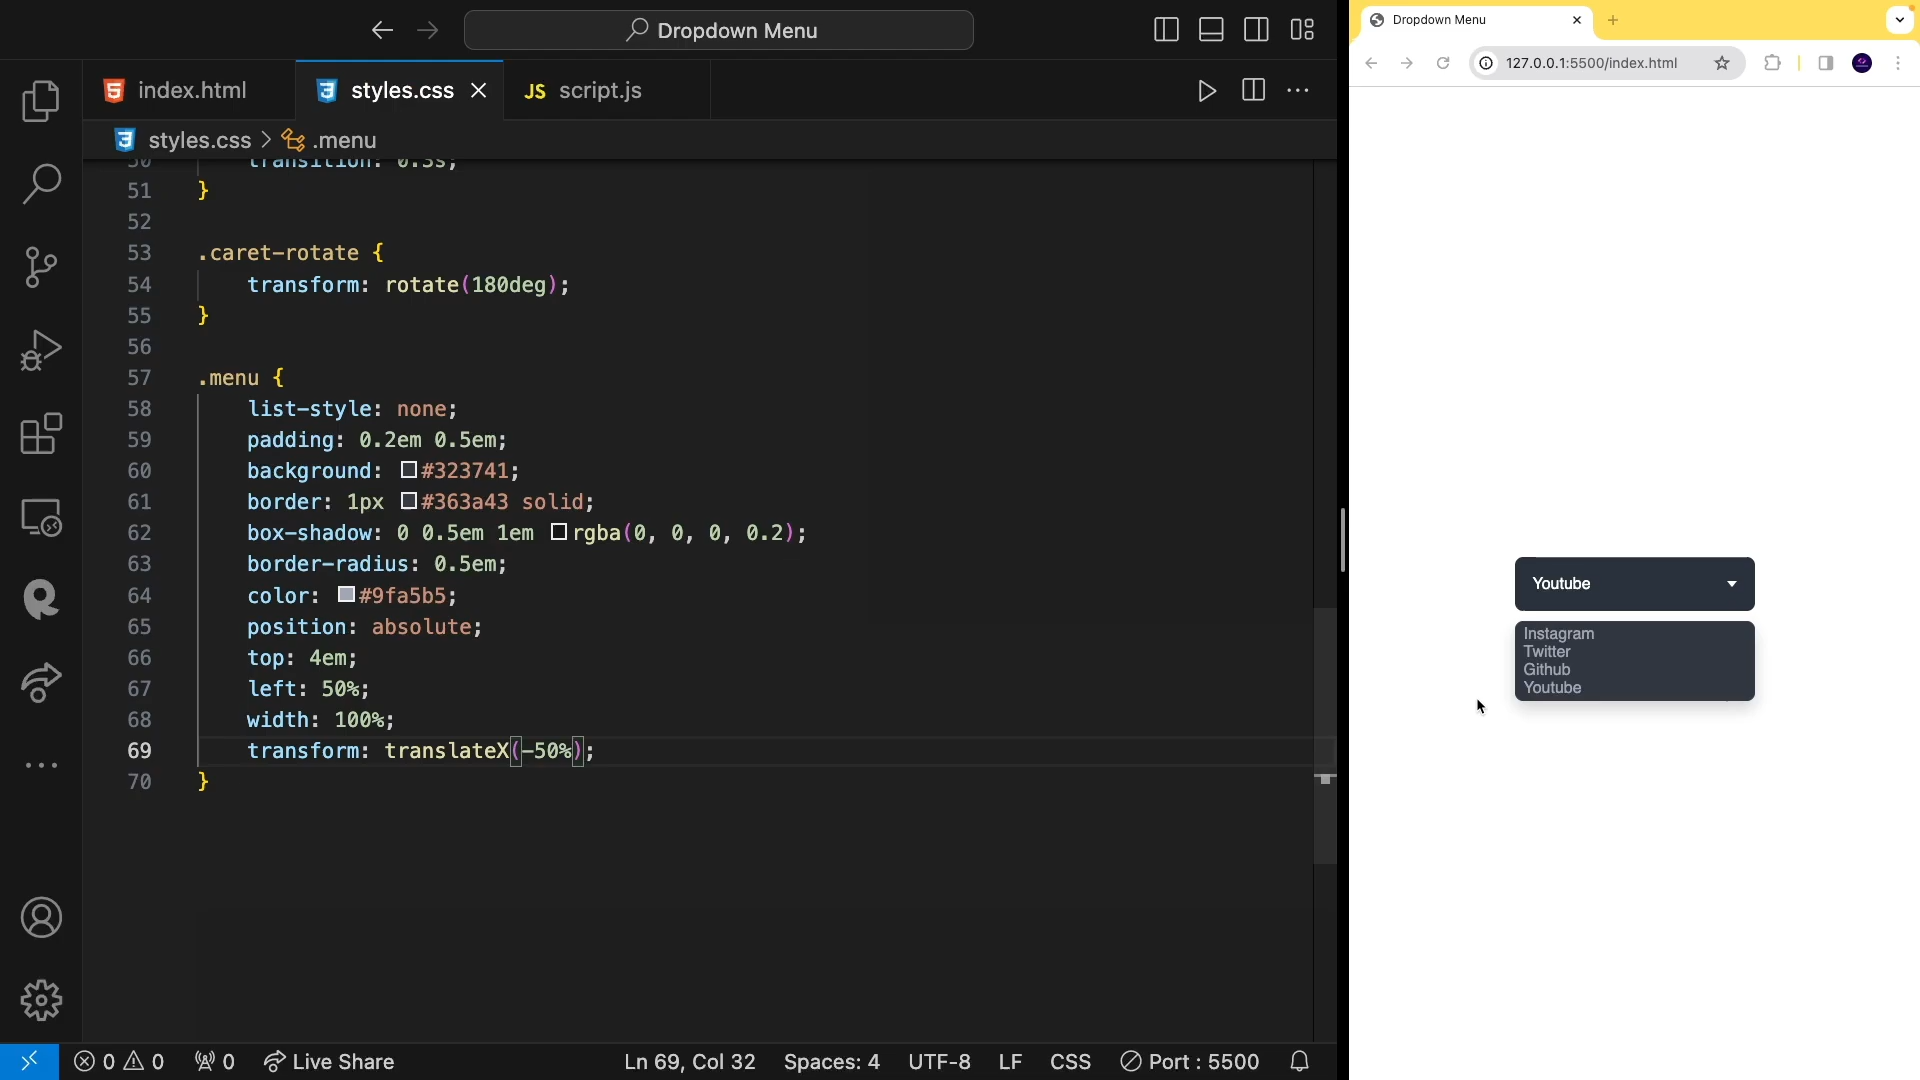 Dropdown Menu
index.html
styles.css
JS script.js
styles.css > .menu
50 transition: 0.3s;
51 }
52
53 .caret-rotate {
54 transform: rotate(180deg);
55 }
56
57 .menu {
58 list-style: none;
59 padding: 0.2em 0.5em;
60 background: #323741;
61 border: 1px #363a43 solid;
62 box-shadow: 0 0.5em 1em rgba(0, 0, 0, 0.2);
63 border-radius: 0.5em;
64 color: #9fa5b5;
65 position: absolute;
66 top: 4em;
67 left: 50%;
68 width: 100%;
69 transform: translateX(-50%);
70 }
0 0 0 Live Share Ln 69, Col 32 Spaces: 4 UTF-8 LF CSS Port : 5500
Dropdown Menu
127.0.0.1:5500/index.html
Youtube
Instagram
Twitter
Github
Youtube